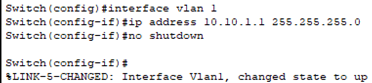 Switch(config)#interface vlan 1
Switch(config-if)#ip address 10.10.1.1 255.255.255.0
Switch(config-if)#no shutdown
Switch(config-if)#
%LINK-5-CHANGED: Interface Vlan1, changed state to up